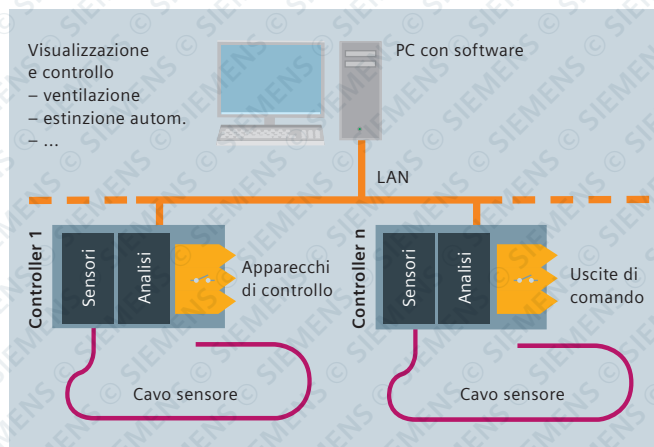 Visualizzazione
e controllo
– ventilazione
– estinzione autom.
– ...
PC con software
LAN
Controller 1
Sensori
Analisi
Apparecchi
di controllo
Cavo sensore
Controller n
Sensori
Analisi
Uscite di
comando
Cavo sensore
© SIEMENS